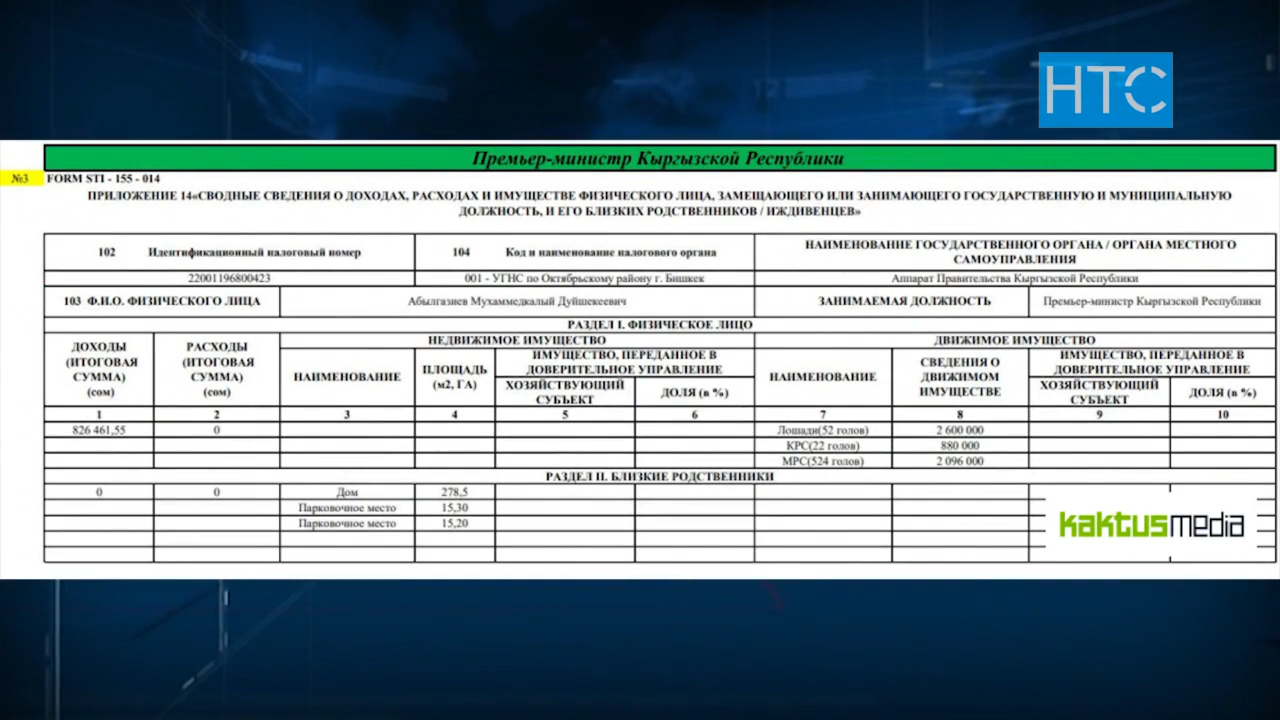 НТС
Премьер-министр Кыргызской Республики
№3 FORM STI - 155 - 014
ПРИЛОЖЕНИЕ 14«СВОДНЫЕ СВЕДЕНИЯ О ДОХОДАХ, РАСХОДАХ И ИМУЩЕСТВЕ ФИЗИЧЕСКОГО ЛИЦА, ЗАМЕЩАЮЩЕГО ИЛИ ЗАНИМАЮЩЕГО ГОСУДАРСТВЕННУЮ И МУНИЦИПАЛЬНУЮ
ДОЛЖНОСТЬ, И ЕГО БЛИЗКИХ РОДСТВЕННИКОВ / ИЖДИВЕНЦЕВ»
102 Идентификационный налоговый номер
104 Код и наименование налогового органа
НАИМЕНОВАНИЕ ГОСУДАРСТВЕННОГО ОРГАНА / ОРГАНА МЕСТНОГО
САМОУПРАВЛЕНИЯ
22001196800423
001 - УГНС по Октябрьскому району г. Бишкек
Аппарат Правительства Кыргызской Республики
103 Ф.И.О. ФИЗИЧЕСКОГО ЛИЦА
Абылгазиев Мухаммедкалый Дуйшекеевич
ЗАНИМАЕМАЯ ДОЛЖНОСТЬ
Премьер-министр Кыргызской Республики
РАЗДЕЛ I. ФИЗИЧЕСКОЕ ЛИЦО
ДОХОДЫ
(ИТОГОВАЯ
СУММА)
(сом)
РАСХОДЫ
(ИТОГОВАЯ
СУММА)
(сом)
НЕДВИЖИМОЕ ИМУЩЕСТВО
НАИМЕНОВАНИЕ
ПЛОЩАДЬ
(м2, ГА)
ИМУЩЕСТВО, ПЕРЕДАННОЕ В
ДОВЕРИТЕЛЬНОЕ УПРАВЛЕНИЕ
ХОЗЯЙСТВУЮЩИЙ
СУБЪЕКТ
ДОЛЯ (в %)
ДВИЖИМОЕ ИМУЩЕСТВО
НАИМЕНОВАНИЕ
СВЕДЕНИЯ О
ДВИЖИМОМ
ИМУЩЕСТВЕ
ИМУЩЕСТВО, ПЕРЕДАННОЕ В
ДОВЕРИТЕЛЬНОЕ УПРАВЛЕНИЕ
ХОЗЯЙСТВУЮЩИЙ
СУБЪЕКТ
ДОЛЯ (в %)
1 2 3 4 5 6 7 8 9 10
826 461,55 0 Лошади(52 голов) 2 600 000
КРС(22 голов) 880 000
МРС(524 голов) 2 096 000
РАЗДЕЛ II. БЛИЗКИЕ РОДСТВЕННИКИ
0 0 Дом 278,5
Парковочное место 15,30
Парковочное место 15,20
kaktusmedia